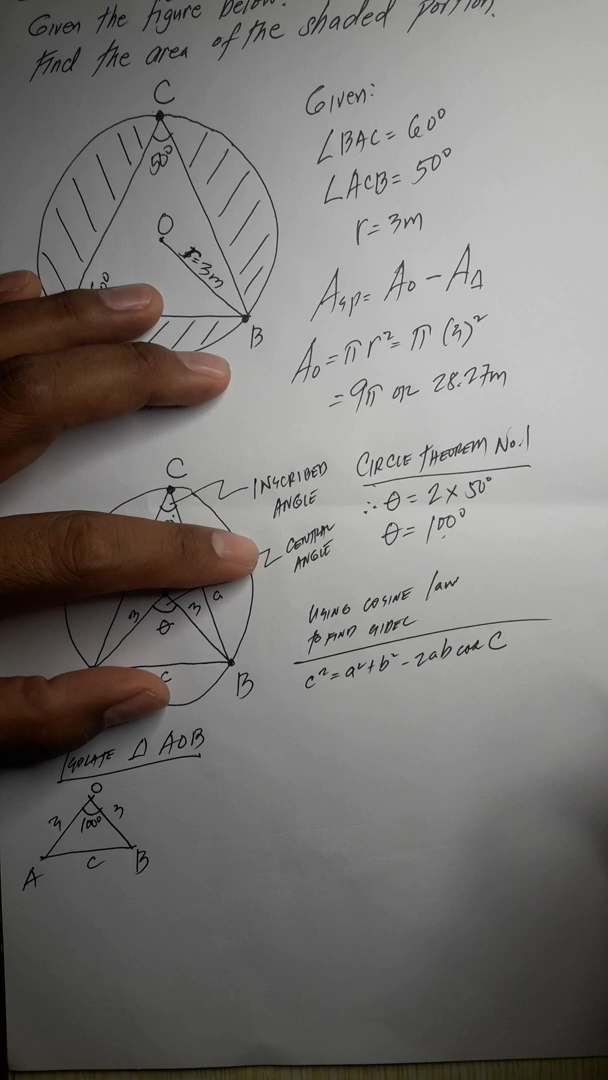 Given the figure below.
Find the area of the shaded portion.
C
50°
O
r=3m
B
Given:
∠BAC = 60°
∠ACB = 50°
r = 3m
Asp = Ao - A△
Ao = πr² = π (3)²
= 9π or 28.27m
C
INSCRIBED
ANGLE
CENTRAL
ANGLE
3
θ
3
a
c
B
CIRCLE THEOREM No. 1
∴ θ = 2 x 50°
θ = 100°
USING COSINE law
TO FIND SIDE C
c² = a² + b² - 2ab cos C
ISOLATE △ AOB
O
3
100°
3
A
c
B